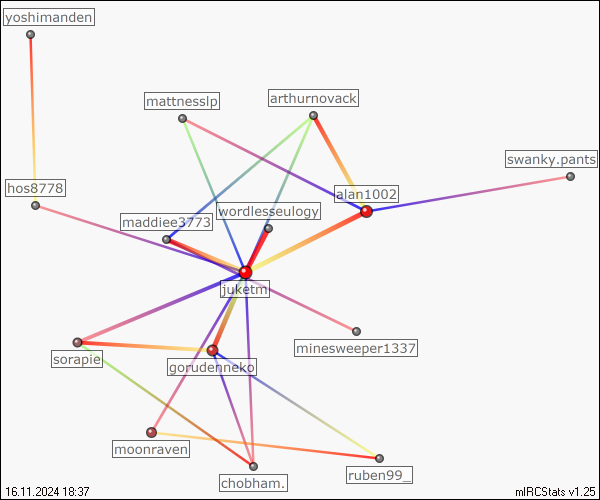 yoshimanden
mattnesslp
arthurnovack
swanky.pants
hos8778
alan1002
wordlesseulogy
maddiee3773
juketm
minesweeper1337
sorapie
gorudenneko
moonraven
ruben99_
chobham.
16.11.2024 18:37
mIRCStats v1.25